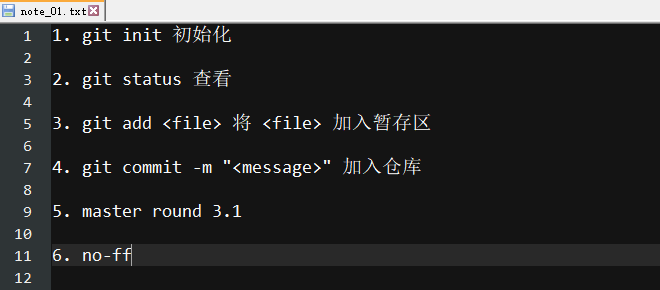 note_01.txt
1 1. git init 初始化
2
3 2. git status 查看
4
5 3. git add <file> 将 <file> 加入暂存区
6
7 4. git commit -m "<message>" 加入仓库
8
9 5. master round 3.1
10
11 6. no-ff
12